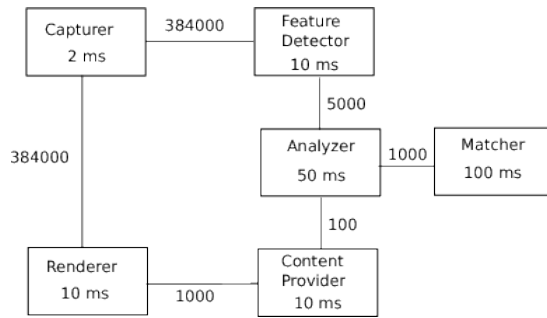 Capturer
2 ms
384000
Feature
Detector
10 ms
5000
384000
Analyzer
50 ms
1000
Matcher
100 ms
100
Renderer
10 ms
1000
Content
Provider
10 ms